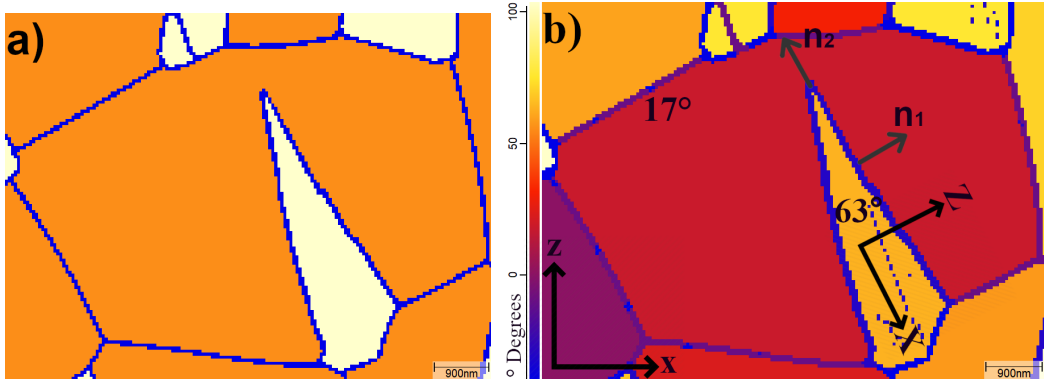 a)
900nm
100
50
0
° Degrees
b)
n₂
17°
n₁
63°
Z
X
z
x
900nm